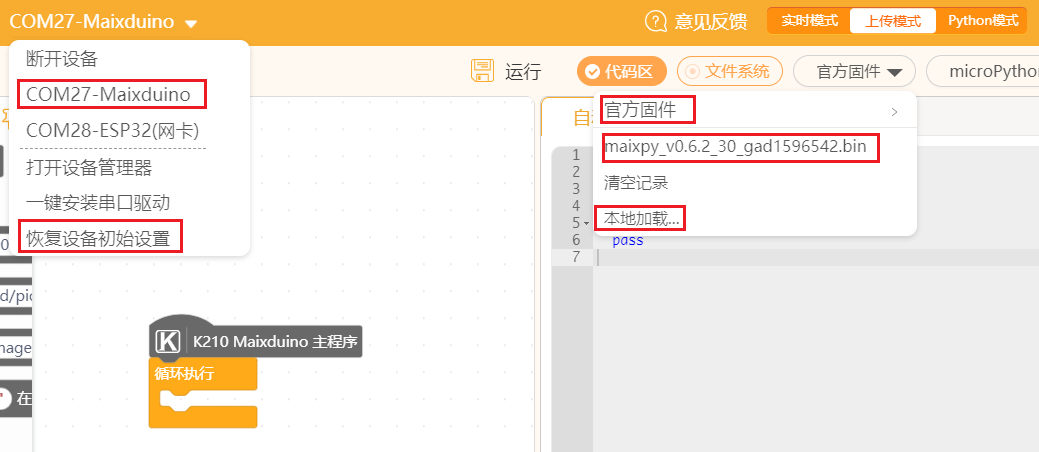 COM27-Maixduino
意见反馈
实时模式
上传模式
Python模式
断开设备
COM27-Maixduino
COM28-ESP32(网卡)
打开设备管理器
一键安装串口驱动
恢复设备初始设置
运行
代码区
文件系统
官方固件
microPython
官方固件
maixpy_v0.6.2_30_gad1596542.bin
清空记录
本地加载...
1
2
3
4
5
6 pass
7
K K210 Maixduino 主程序
循环执行
在